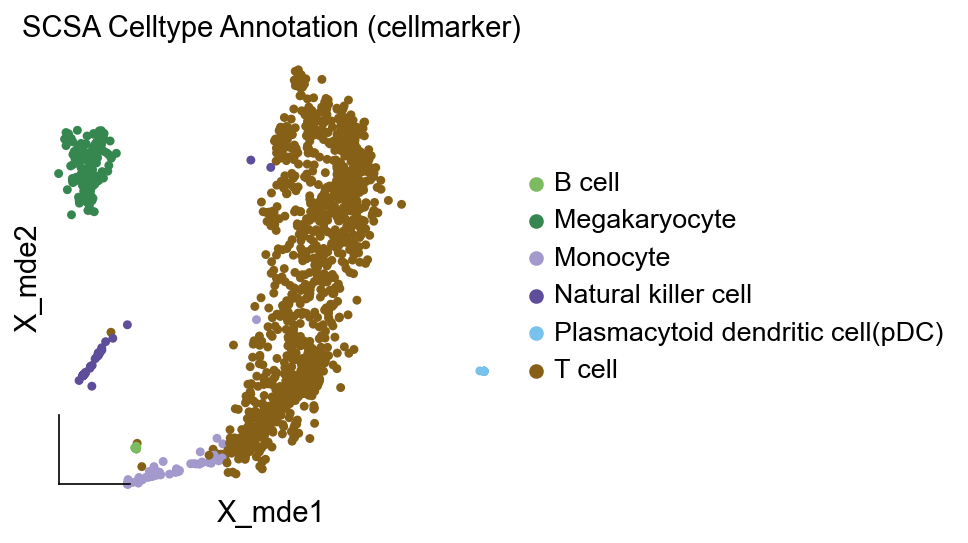 SCSA Celltype Annotation (cellmarker)
X_mde2
B cell
Megakaryocyte
Monocyte
Natural killer cell
Plasmacytoid dendritic cell(pDC)
T cell
X_mde1